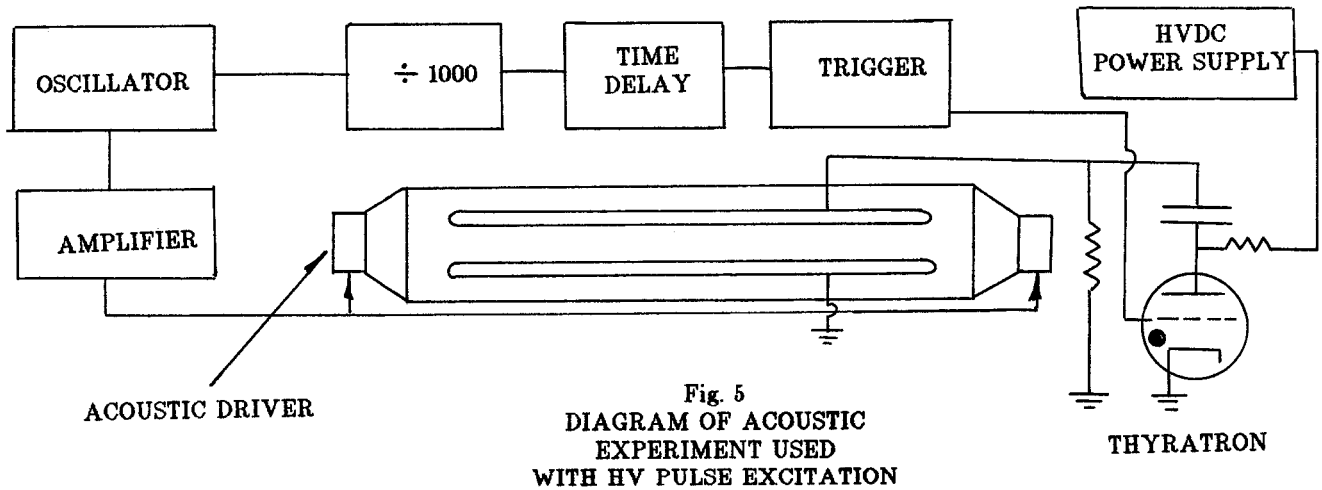 OSCILLATOR
÷ 1000
TIME
DELAY
TRIGGER
HVDC
POWER SUPPLY
AMPLIFIER
ACOUSTIC DRIVER
Fig. 5
DIAGRAM OF ACOUSTIC
EXPERIMENT USED
WITH HV PULSE EXCITATION
THYRATRON